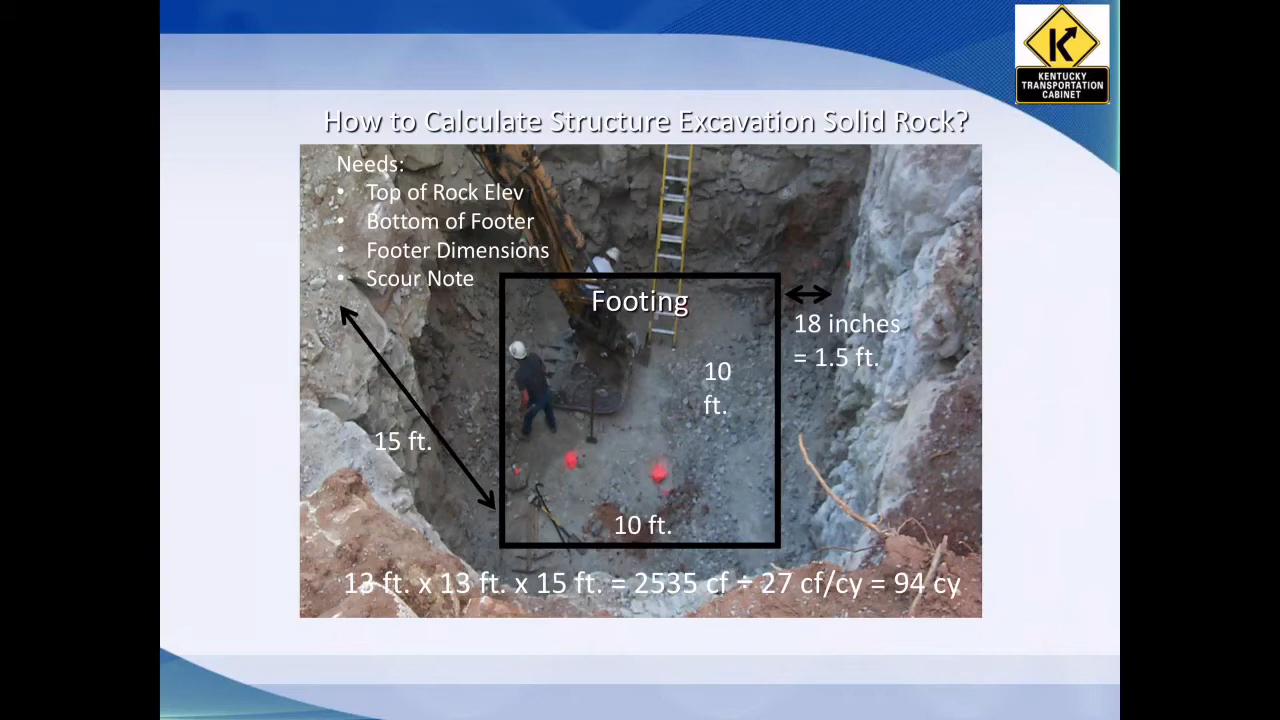 KENTUCKY
TRANSPORTATION
CABINET
How to Calculate Structure Excavation Solid Rock?
Needs:
• Top of Rock Elev
• Bottom of Footer
• Footer Dimensions
• Scour Note
Footing
18 inches
= 1.5 ft.
10
ft.
15 ft.
10 ft.
13 ft. x 13 ft. x 15 ft. = 2535 cf ÷ 27 cf/cy = 94 cy